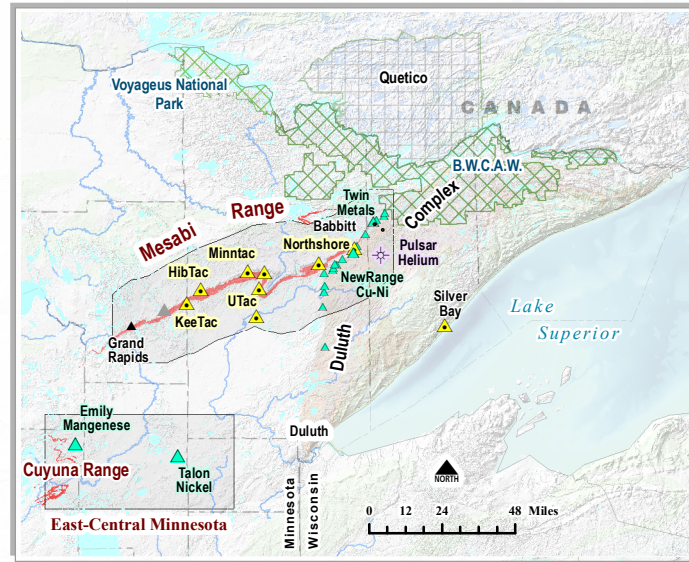 Quetico
Voyageus National
Park
CANADA
B.W.C.A.W.
Twin
Metals
Complex
Range
Babbitt
Mesabi
Northshore
Pulsar
Helium
Minntac
HibTac
NewRange
Cu-Ni
UTac
KeeTac
Silver
Bay
Lake
Superior
Grand
Rapids
Duluth
Emily
Mangenese
Duluth
Cuyuna Range
Talon
Nickel
NORTH
East-Central Minnesota
Minnesota
Wisconsin
0 12 24 48 Miles